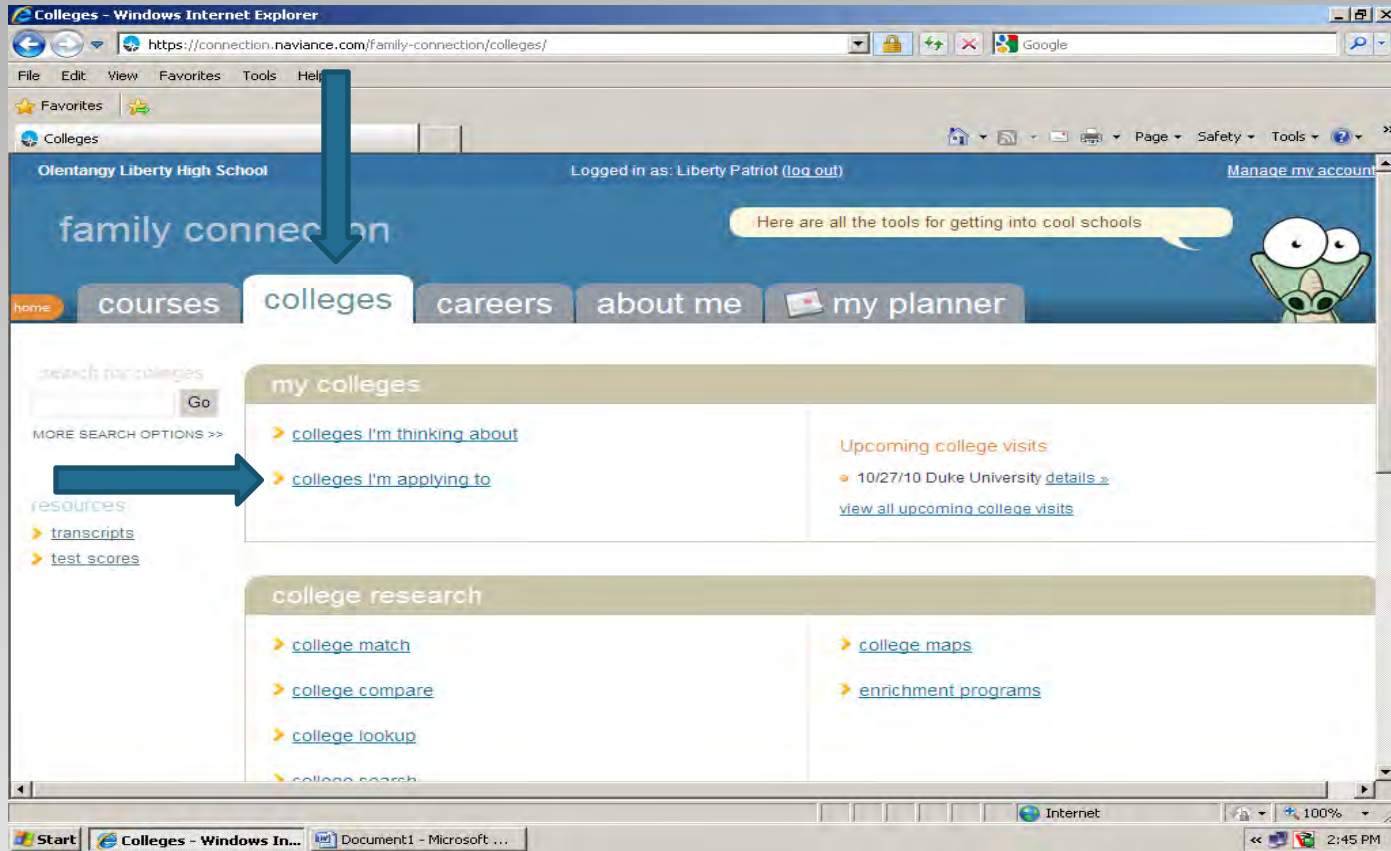 Colleges - Windows Internet Explorer
https://connection.naviance.com/family-connection/colleges/
Google
File Edit View Favorites Tools Help
Favorites
Colleges
Page Safety Tools
Olentangy Liberty High School
Logged in as: Liberty Patriot (log out)
Manage my account
family connection
Here are all the tools for getting into cool schools
home courses colleges careers about me my planner
search for colleges
Go
MORE SEARCH OPTIONS >>
resources
transcripts
test scores
my colleges
colleges I'm thinking about
colleges I'm applying to
Upcoming college visits
10/27/10 Duke University details »
view all upcoming college visits
college research
college match
college compare
college lookup
college search
college maps
enrichment programs
Internet
100%
Start
Colleges - Windows In...
Document1 - Microsoft ...
2:45 PM